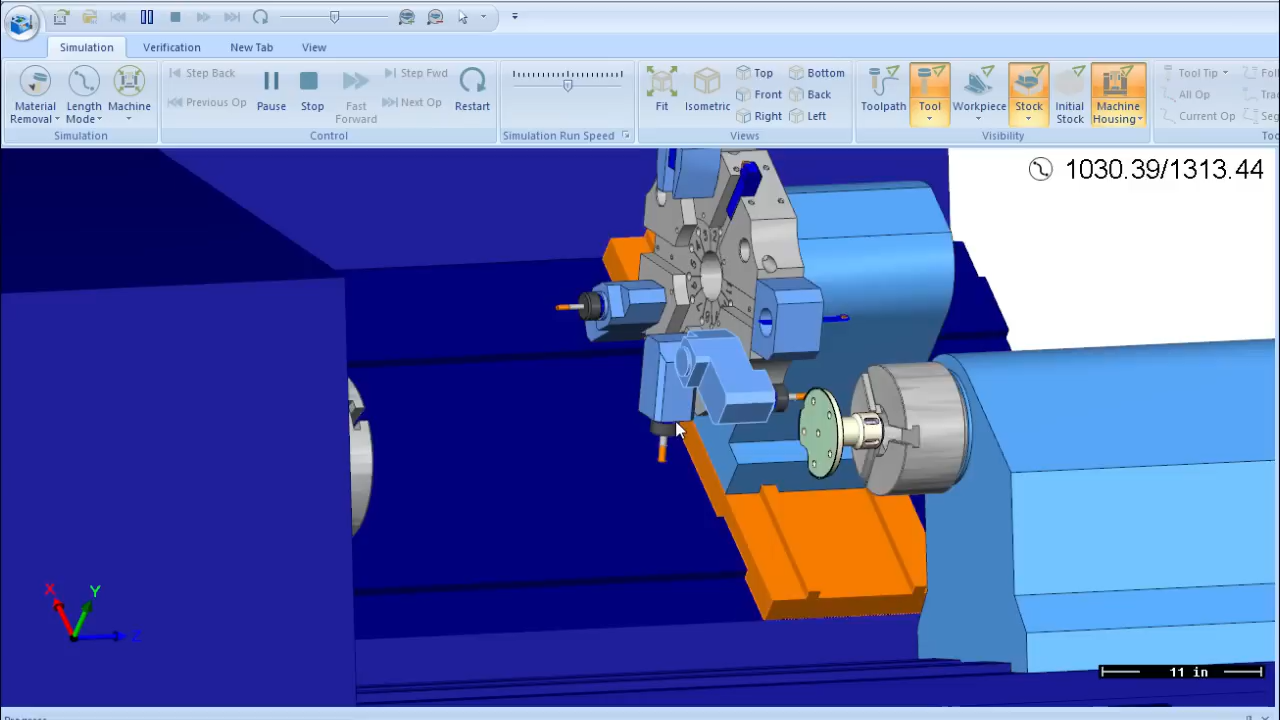 Simulation Verification New Tab View
Material Removal
Length Mode
Machine
Simulation
Step Back
Previous Op
Pause
Stop
Fast Forward
Step Fwd
Next Op
Restart
Control
Simulation Run Speed
Fit
Isometric
Top
Front
Right
Bottom
Back
Left
Views
Toolpath
Tool
Workpiece
Stock
Initial Stock
Machine Housing
Visibility
Tool Tip
All Op
Current Op
1030.39/1313.44
X
Y
Z
11 in